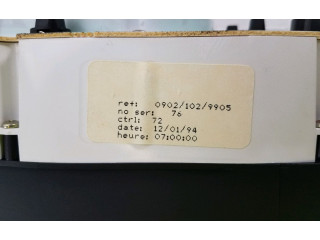 ref: 0902/102/9905
no ser: 76
ctrl: 72
date: 12/01/94
heure: 07:00:00